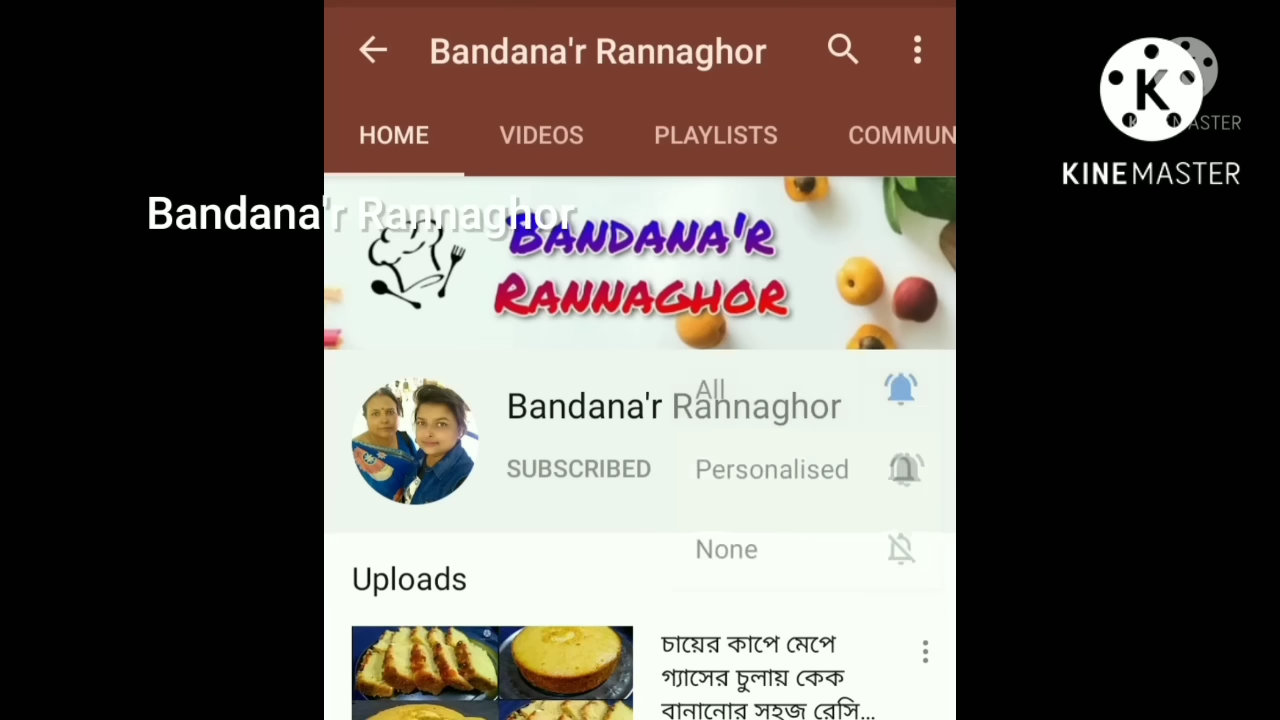 Bandana'r Rannaghor
HOME VIDEOS PLAYLISTS COMMUN
K
KINEMASTER
Bandana'r Rannaghor
BANDANA'R
RANNAGHOR
Bandana'r Rannaghor
All
SUBSCRIBED
Personalised
None
Uploads
চায়ের কাপে মেপে
গ্যাসের চুলায় কেক
বানানোর সহজ রেসি...